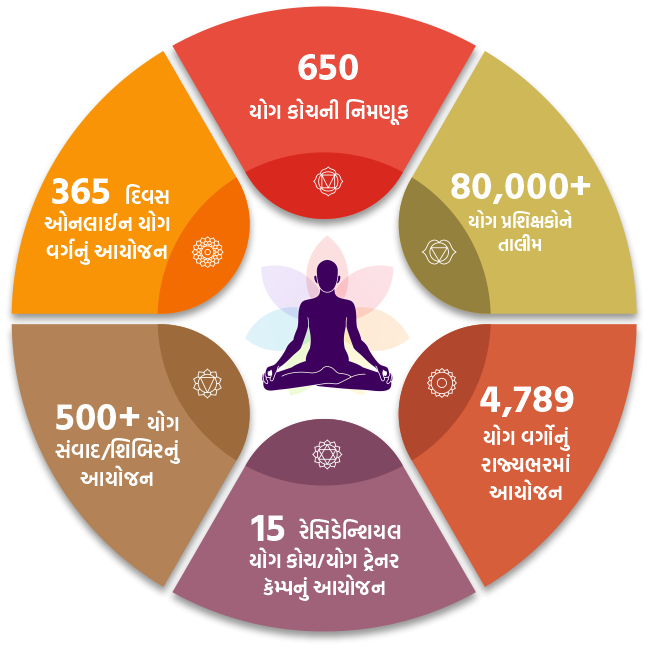 650
યોગ કોચની નિમણૂક
80,000+
યોગ પ્રશિક્ષકોને
તાલીમ
4,789
યોગ વર્ગોનું
રાજ્યભરમાં
આયોજન
15 રેસિડેન્શિયલ
યોગ કોચ/યોગ ટ્રેનર
કૅમ્પનું આયોજન
500+ યોગ
સંવાદ/શિબિરનું
આયોજન
365 દિવસ
ઓનલાઈન યોગ
વર્ગનું આયોજન